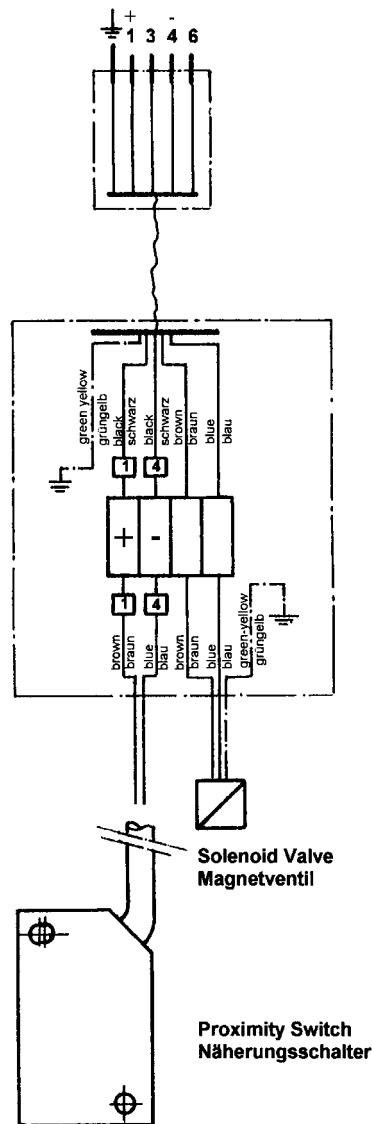 + -
1 3 4 6
green yellow
grüngelb
black
schwarz
black
schwarz
brown
braun
blue
blau
1 4
+ -
1 4
brown
braun
blue
blau
brown
braun
blue
blau
green-yellow
grüngelb
Solenoid Valve
Magnetventil
Proximity Switch
Näherungsschalter